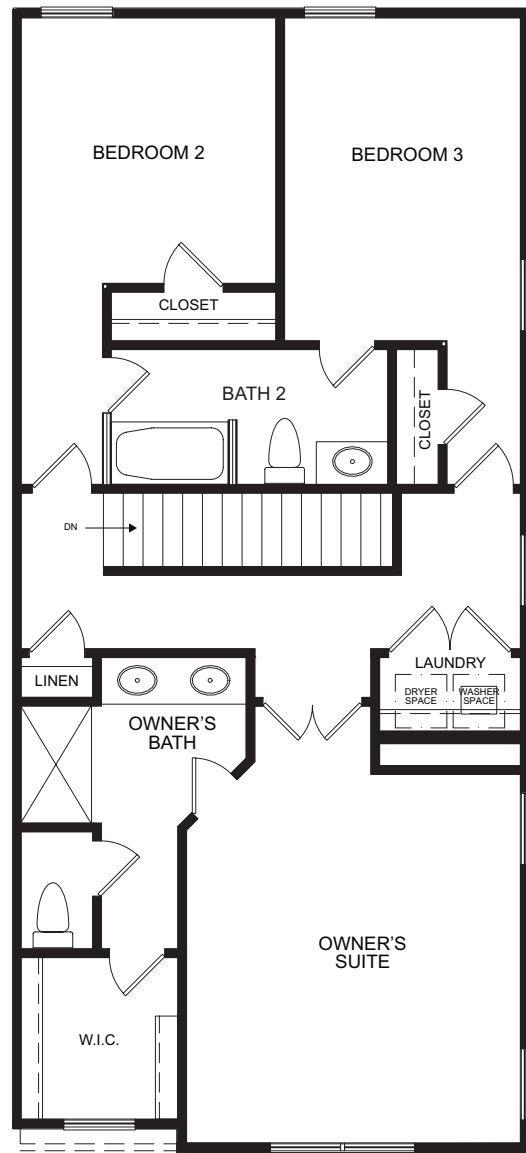 BEDROOM 2
BEDROOM 3
CLOSET
BATH 2
CLOSET
DN
LINEN
LAUNDRY
DRYER
SPACE
WASHER
SPACE
OWNER'S
BATH
OWNER'S
SUITE
W.I.C.